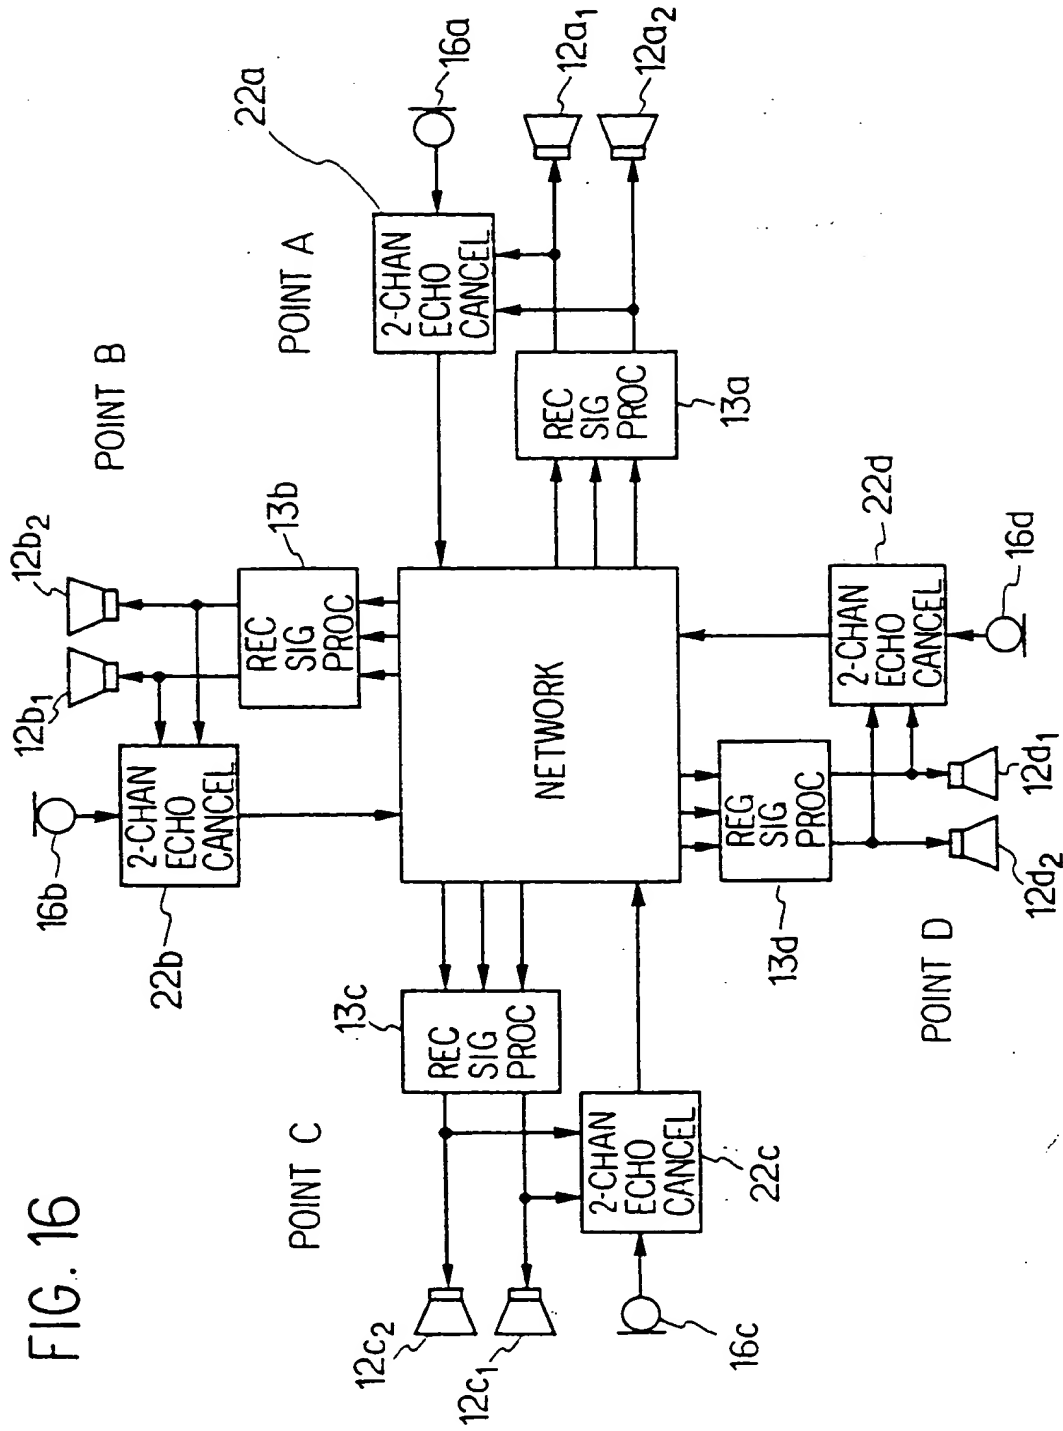 FIG. 16
POINT C
12c2
12c1
16c
13c
REC
SIG
PROC
2-CHAN
ECHO
CANCEL
22c
POINT B
16b
12b1
12b2
2-CHAN
ECHO
CANCEL
22b
REC
SIG
PROC
13b
NETWORK
POINT D
REG
SIG
PROC
13d
12d2
12d1
2-CHAN
ECHO
CANCEL
22d
16d
POINT A
22a
2-CHAN
ECHO
CANCEL
16a
REC
SIG
PROC
13a
12a1
12a2